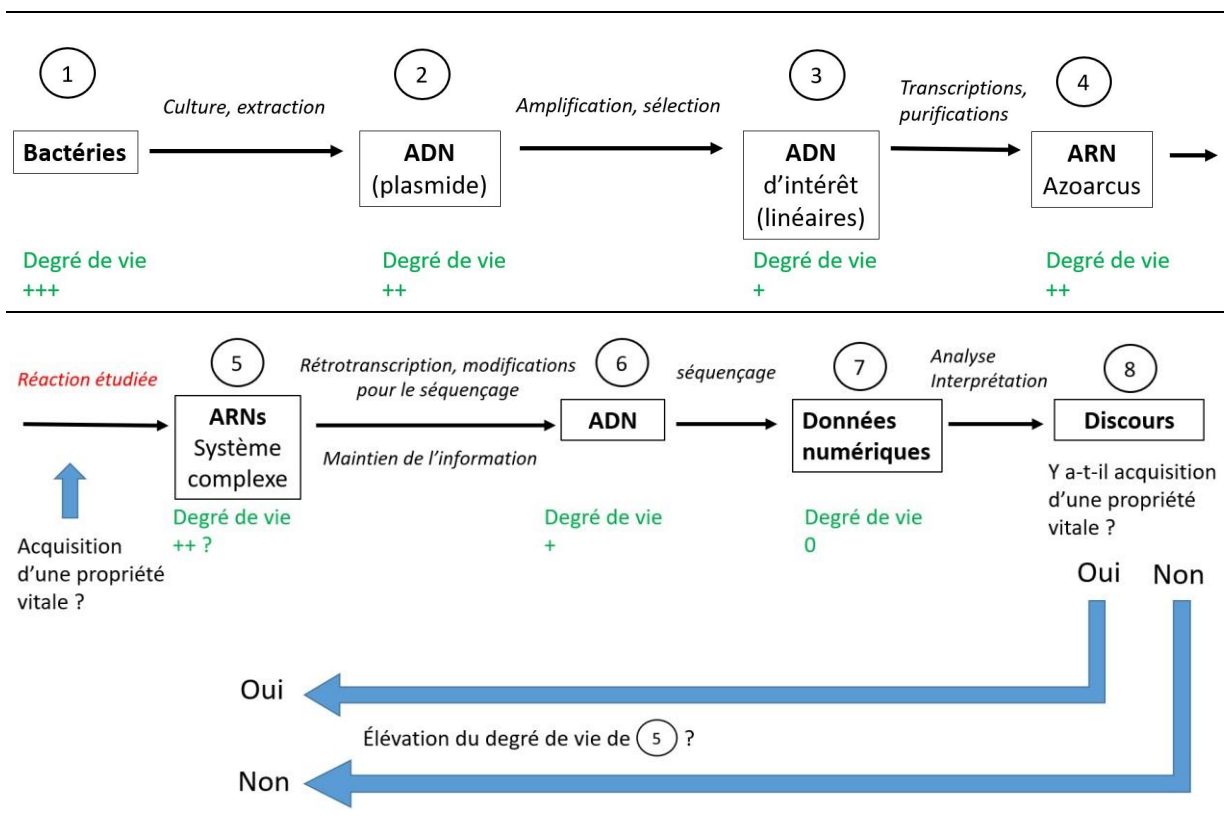 1
Bactéries
Degré de vie
+++
Culture, extraction
2
ADN
(plasmide)
Degré de vie
++
Amplification, sélection
3
ADN
d’intérêt
(linéaires)
Degré de vie
+
Transcriptions,
purifications
4
ARN
Azoarcus
Degré de vie
++
Réaction étudiée
Acquisition
d’une propriété
vitale ?
5
ARNs
Système
complexe
Degré de vie
++ ?
Rétrotranscription, modifications
pour le séquençage
Maintien de l’information
6
ADN
Degré de vie
+
séquençage
7
Données
numériques
Degré de vie
0
Analyse
Interprétation
8
Discours
Y a-t-il acquisition
d’une propriété
vitale ?
Oui Non
Oui
Élévation du degré de vie de 5 ?
Non